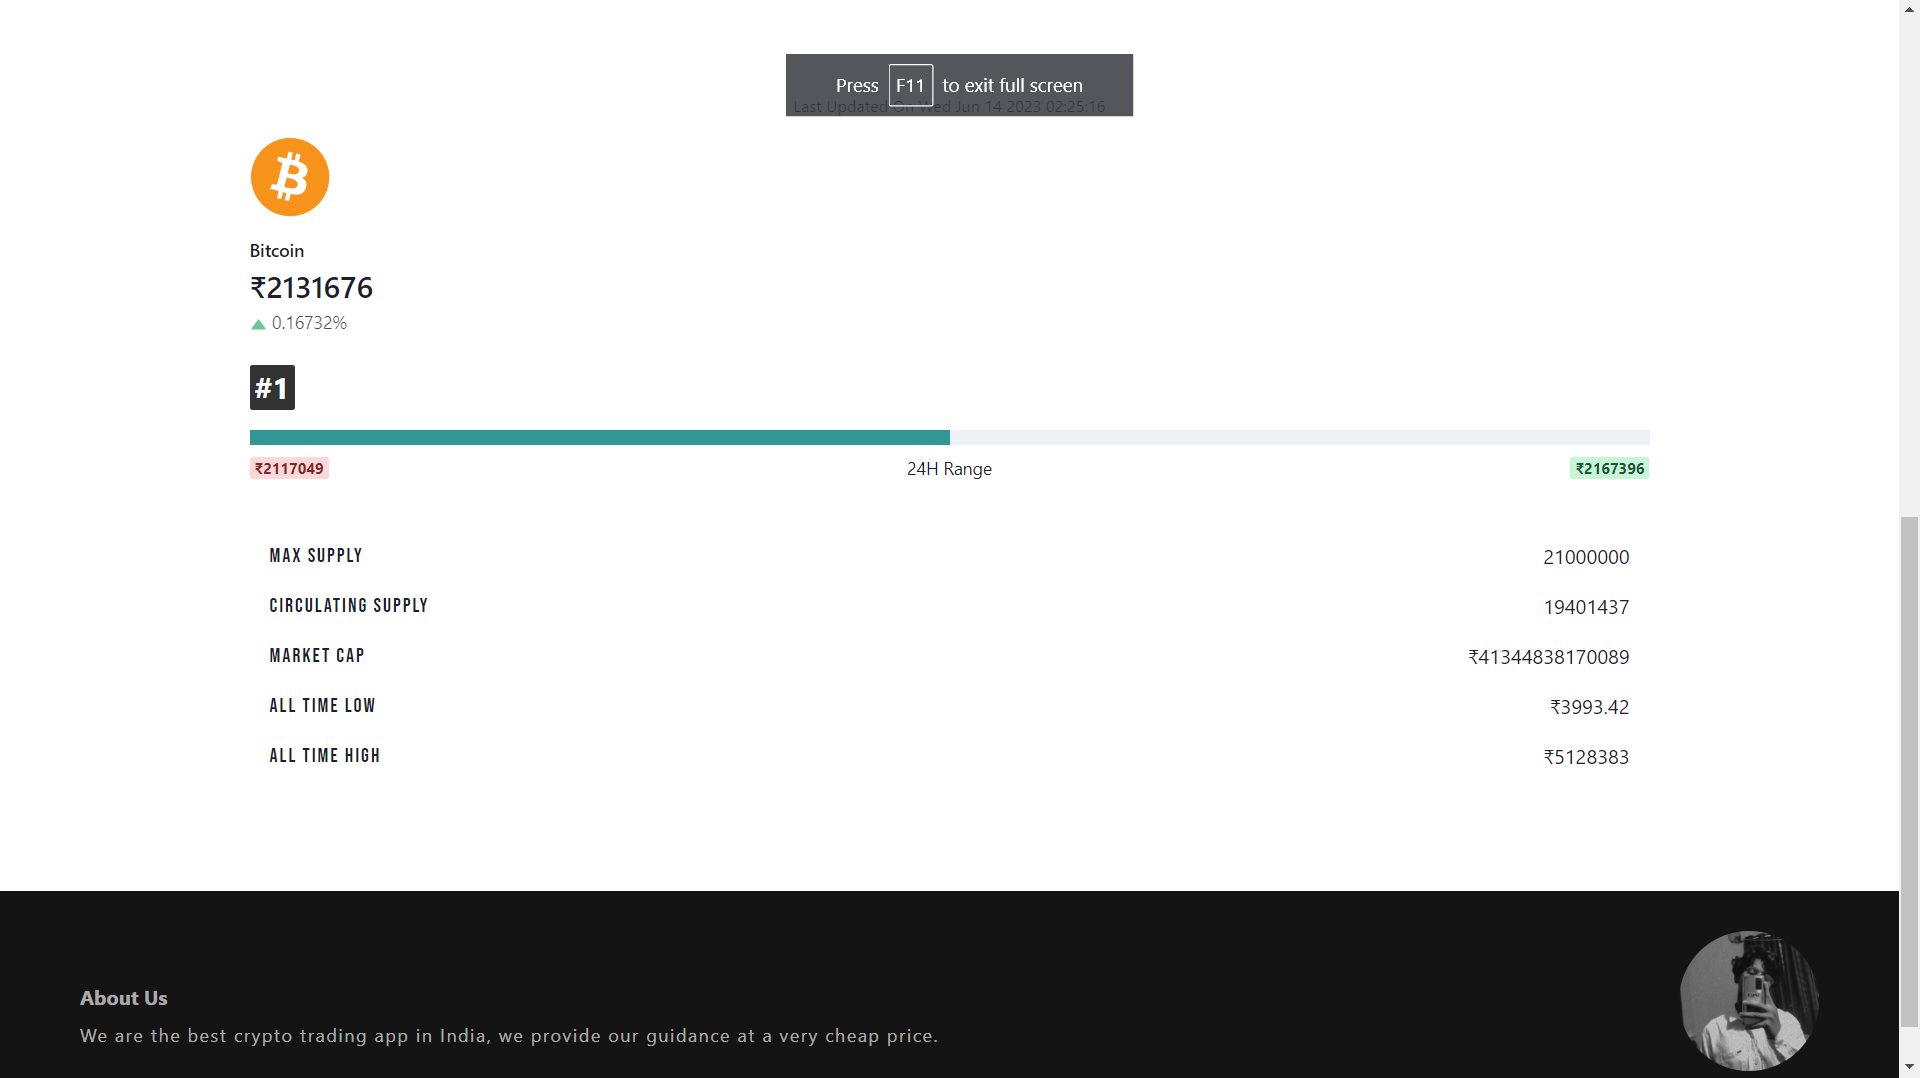 Press F11 to exit full screen
Last Updated On Wed Jun 14 2023 02:25:16
Bitcoin
₹2131676
0.16732%
#1
₹2117049 24H Range ₹2167396
MAX SUPPLY 21000000
CIRCULATING SUPPLY 19401437
MARKET CAP ₹41344838170089
ALL TIME LOW ₹3993.42
ALL TIME HIGH ₹5128383
About Us
We are the best crypto trading app in India, we provide our guidance at a very cheap price.